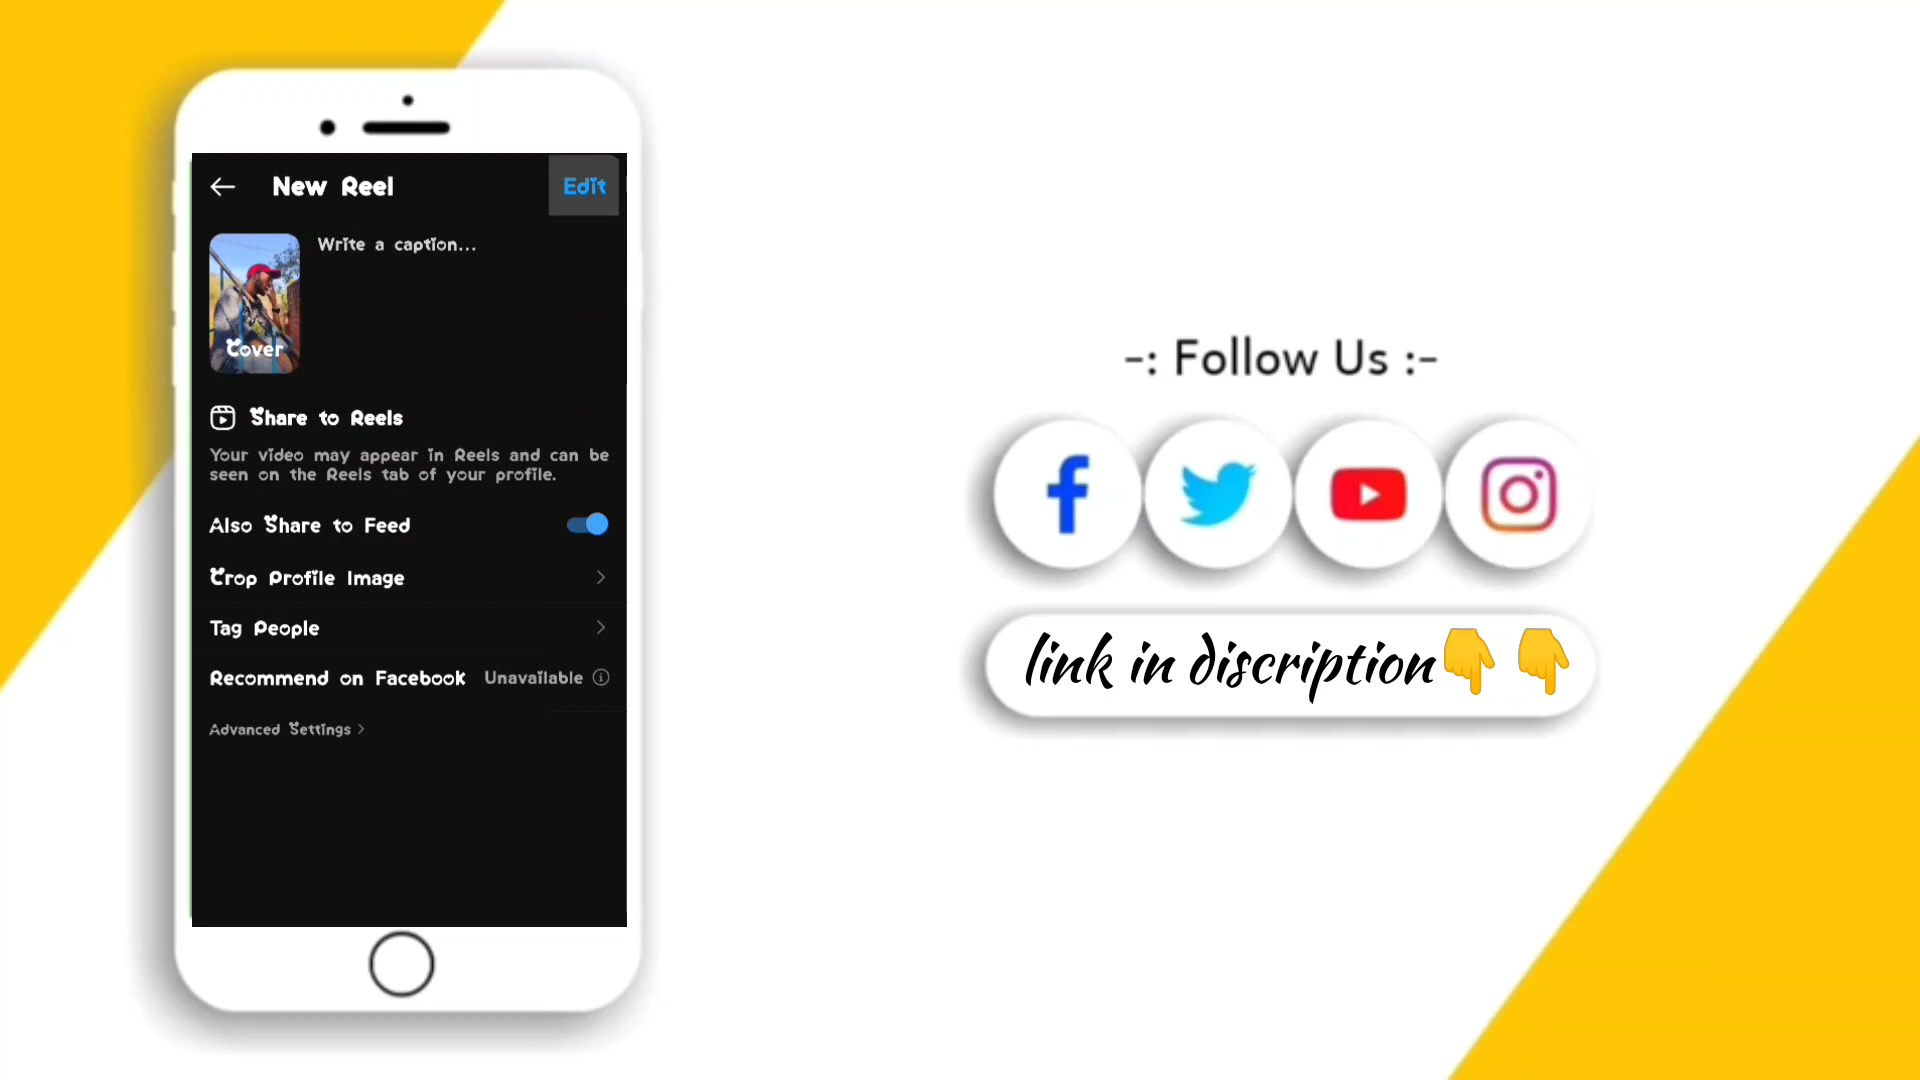 New Reel
Edit
Write a caption...
Cover
Share to Reels
Your video may appear in Reels and can be
seen on the Reels tab of your profile.
Also Share to Feed
Crop Profile Image
Tag People
Recommend on Facebook Unavailable
Advanced Settings >
-: Follow Us :-
link in discription👇👇